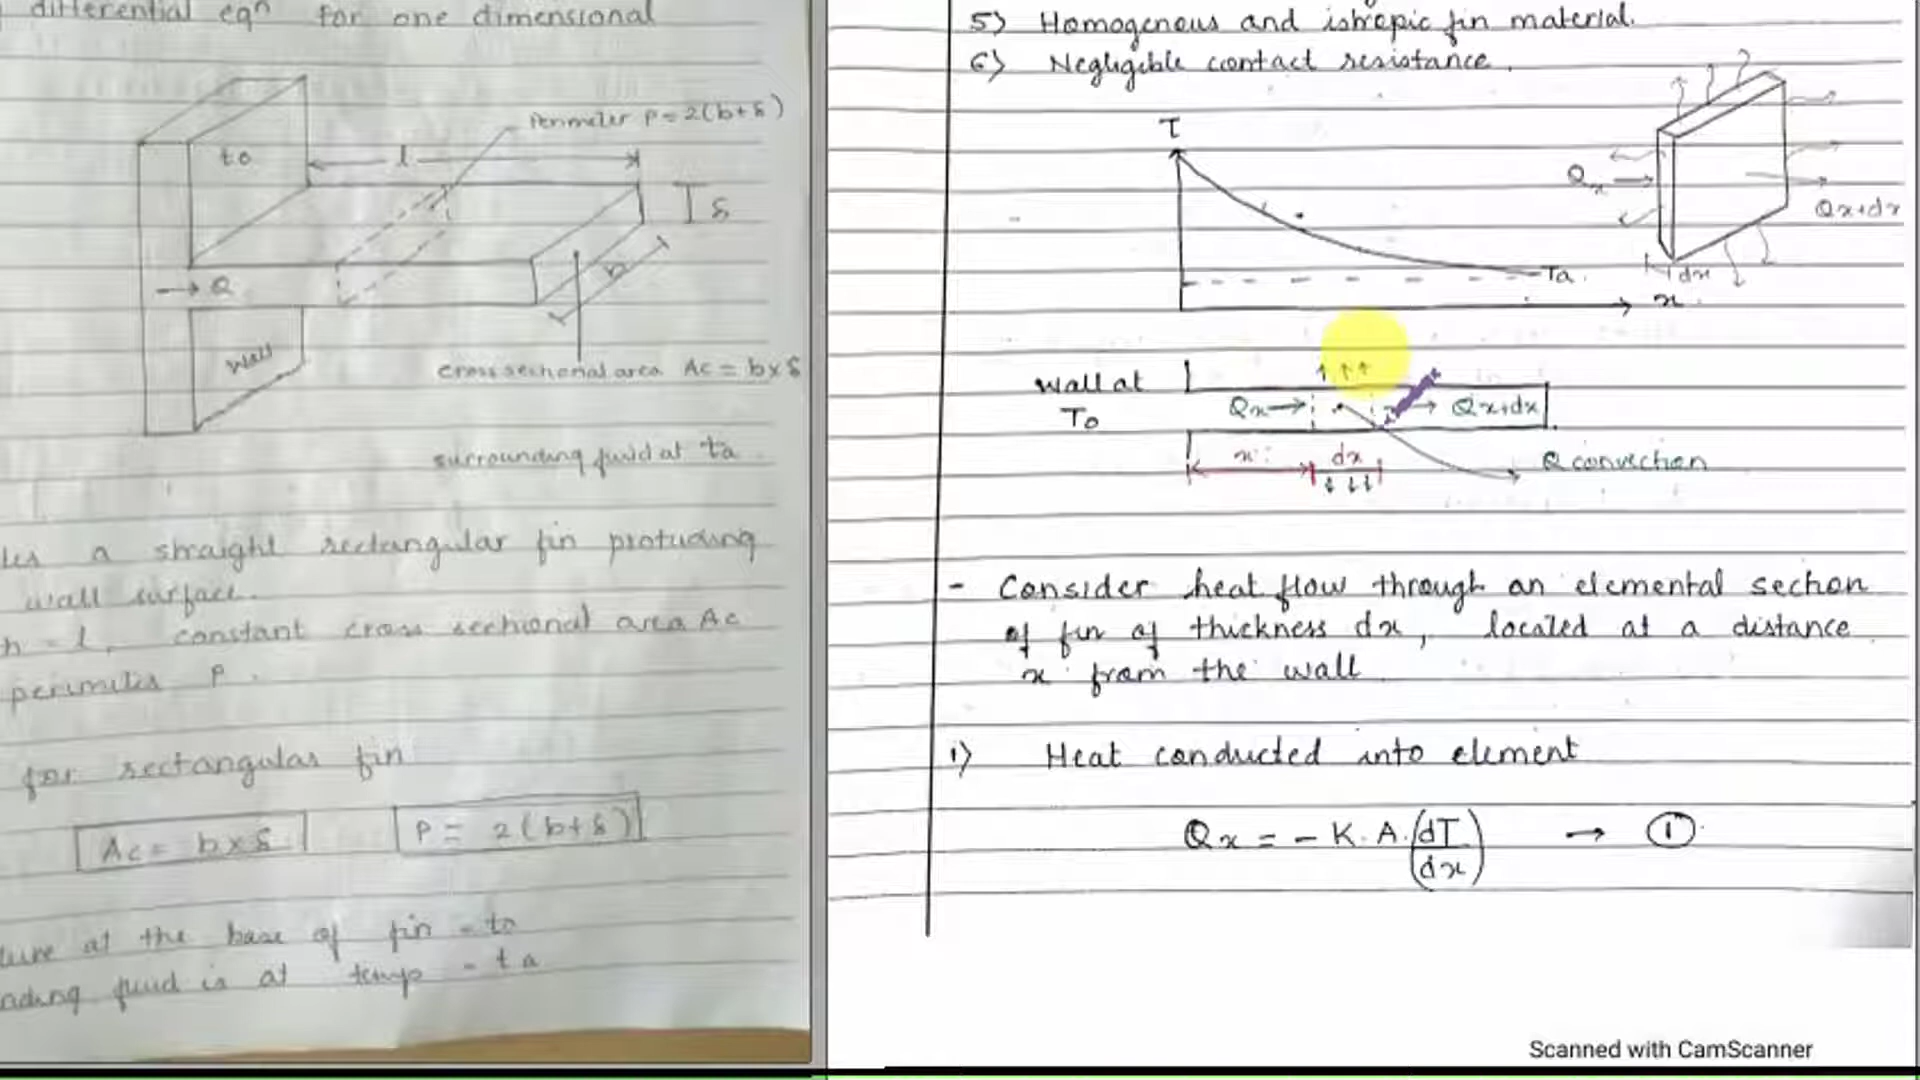 differential eqn for one dimensional
Perimeter P = 2(b+δ)
to
l
δ
b
→ Q
wall
cross sectional area Ac = b×δ
surrounding fluid at ta
a straight rectangular fin protuding
wall surface.
= l, constant cross sectional area Ac
perimeter P.
for rectangular fin
Ac = b×δ
P = 2(b+δ)
at the base of fin = to
fluid is at temp = ta
5) Homogenous and istropic fin material.
6) Negligible contact resistance.
T
Qx
Qx+dx
dx
Ta
x
Wall at
To
Qx→
→ Qx+dx
x
dx
Q convection
- Consider heat flow through an elemental section
of fin of thickness dx, located at a distance
x from the wall
1) Heat conducted into element
Qx = - K. A. (dT/dx) → ①
Scanned with CamScanner